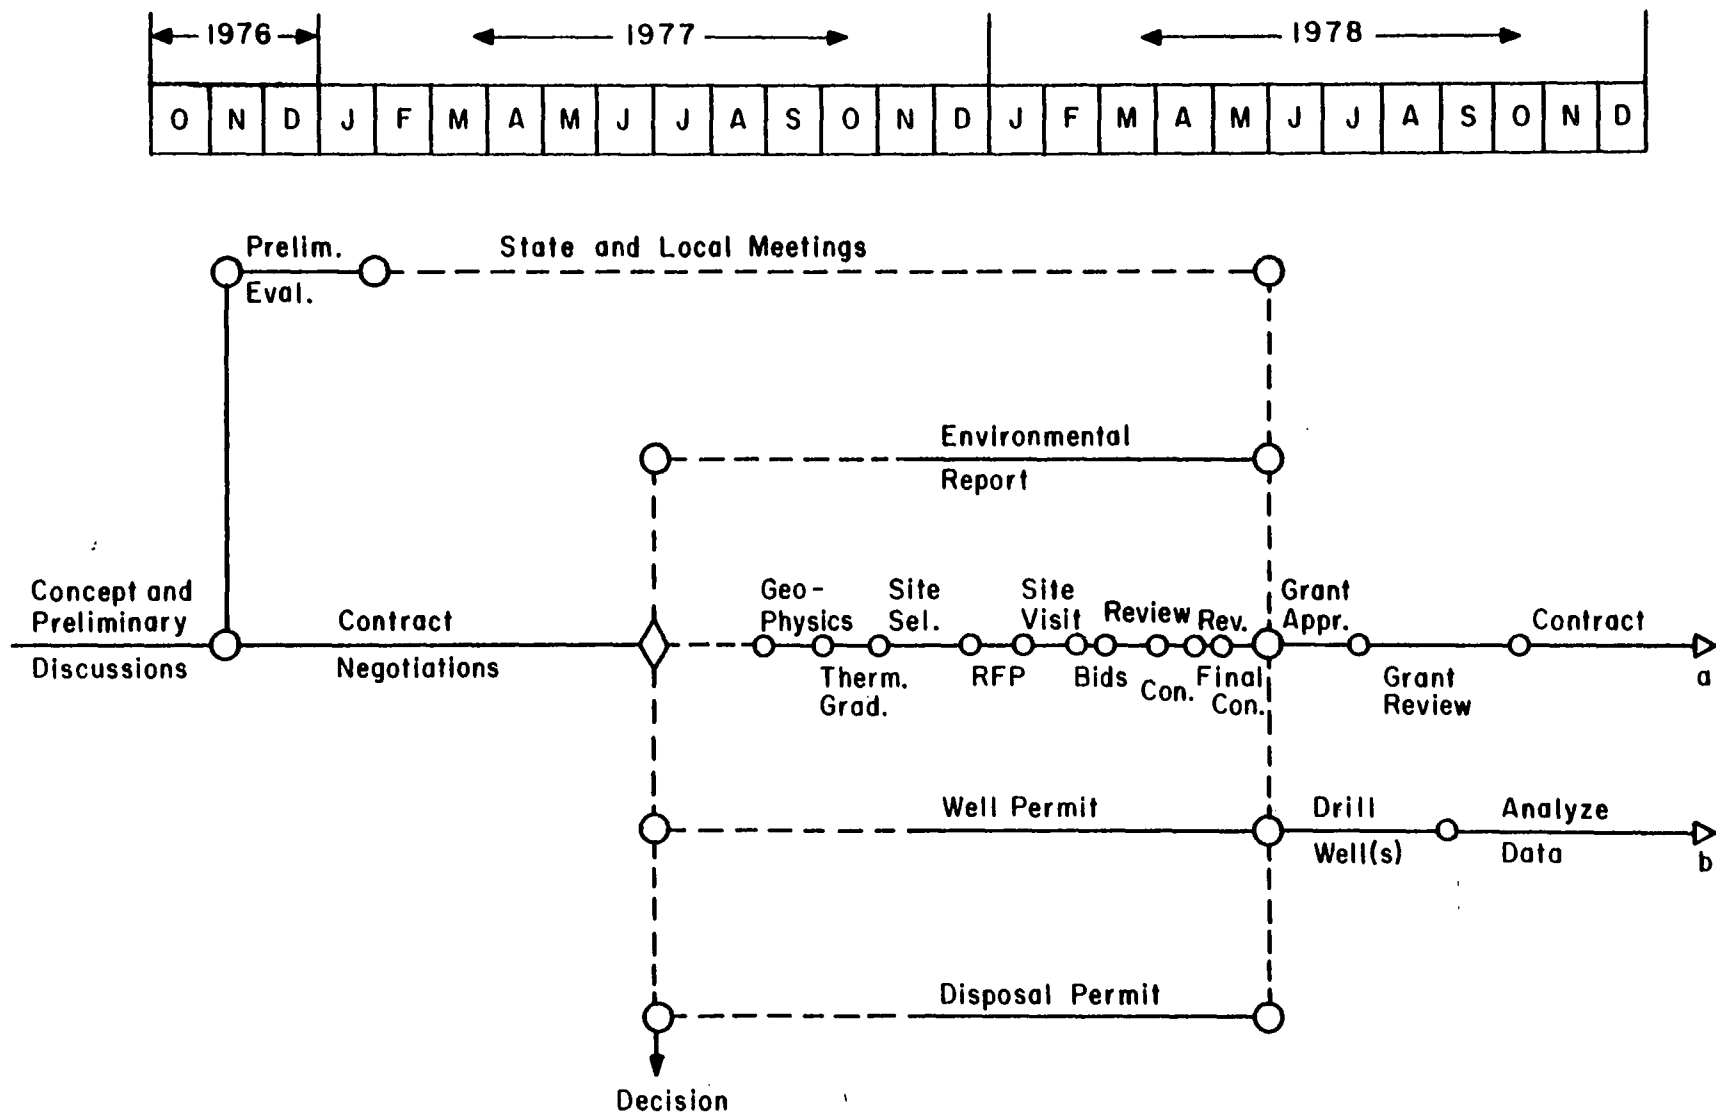 1976 1977 1978
O N D J F M A M J J A S O N D J F M A M J J A S O N D
Prelim.
Eval.
State and Local Meetings
Environmental
Report
Concept and
Preliminary
Discussions
Contract
Negotiations
Geo-
Physics
Therm.
Grad.
Site
Sel.
RFP
Site
Visit
Bids
Review
Con.
Rev.
Final
Con.
Grant
Appr.
Grant
Review
Contract
a
Well Permit
Drill
Well(s)
Analyze
Data
b
Disposal Permit
Decision